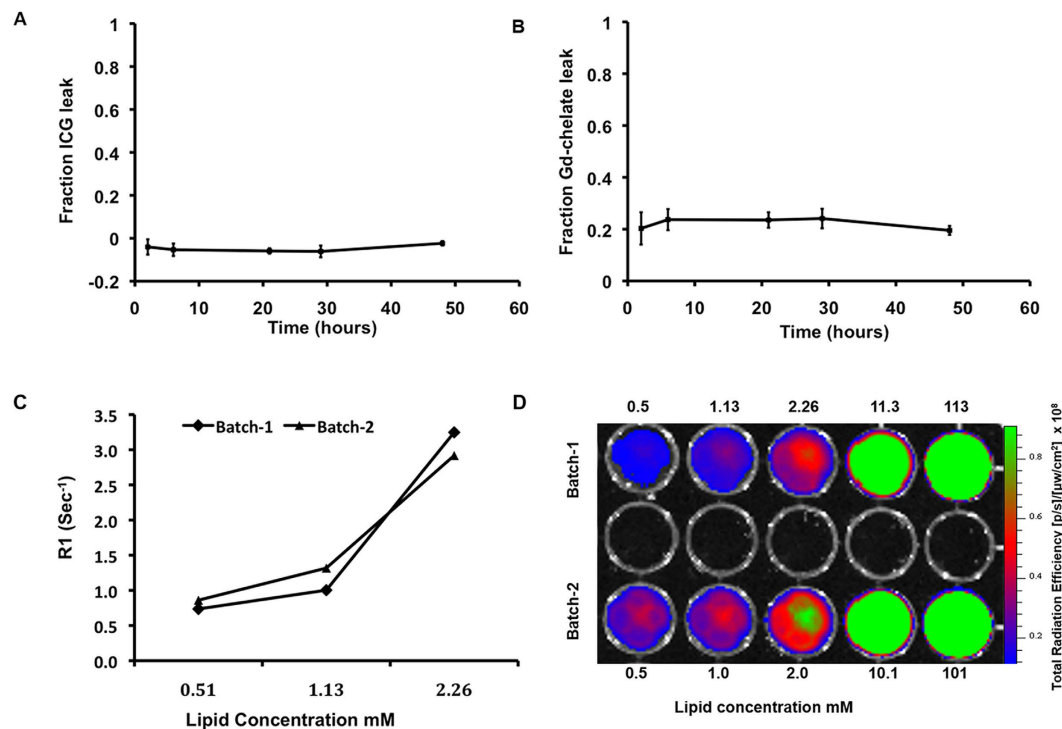 A
1
0.8
0.6
0.4
0.2
0
-0.2
Fraction ICG leak
0 10 20 30 40 50 60
Time (hours)
B
1
0.8
0.6
0.4
0.2
0
Fraction Gd-chelate leak
0 10 20 30 40 50 60
Time (hours)
C
3.5
3.0
2.5
2.0
1.5
1.0
0.5
0.0
R1 (Sec-1)
Batch-1 Batch-2
0.51 1.13 2.26
Lipid Concentration mM
D
0.5 1.13 2.26 11.3 113
Batch-1
Batch-2
0.5 1.0 2.0 10.1 101
Lipid concentration mM
0.8
0.6
0.4
0.2
Total Radiation Efficiency [p/s]/[µw/cm²] x 10⁸